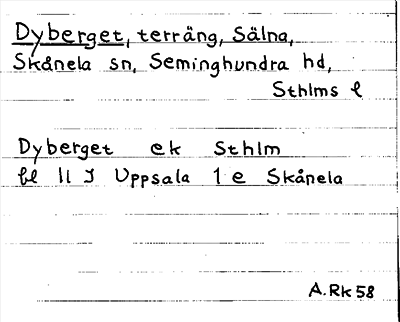 Dyberget, terräng, Sälna,
Skånela sn, Seminghundra hd,
Sthlms l
Dyberget ek Sthlm
bl 11 I Uppsala 1 e Skånela
A.Rk 58